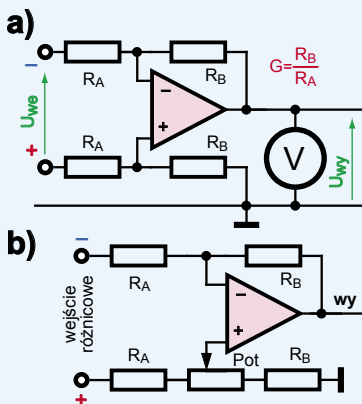 a)
–
R_A
R_B
G=R_B/R_A
U_we
–
+
V
U_wy
+
R_A
R_B
b)
–
R_A
R_B
wy
wejście
różnicowe
–
+
R_A
Pot
R_B
+